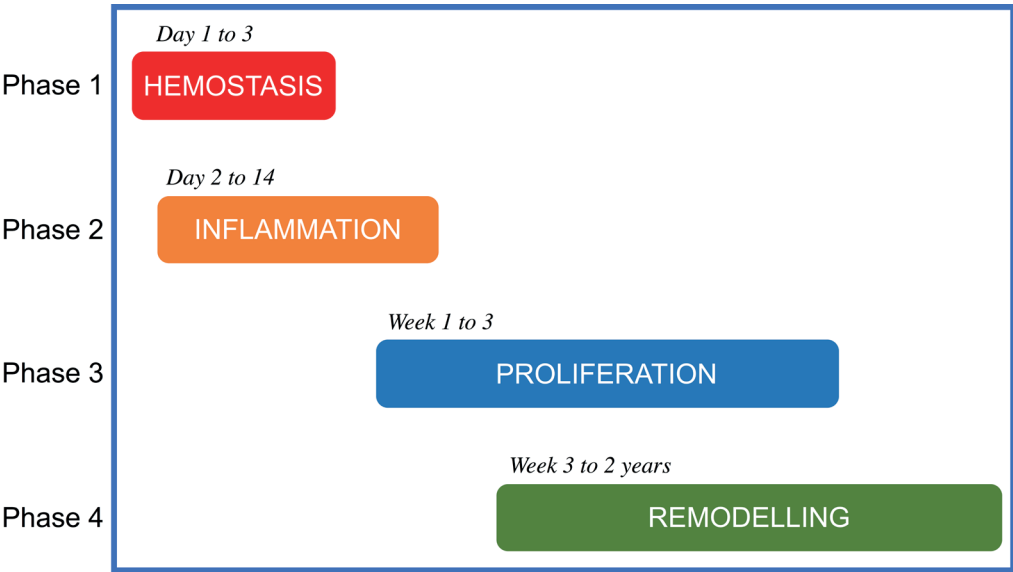 Day 1 to 3
Phase 1
HEMOSTASIS
Day 2 to 14
Phase 2
INFLAMMATION
Week 1 to 3
Phase 3
PROLIFERATION
Week 3 to 2 years
Phase 4
REMODELLING